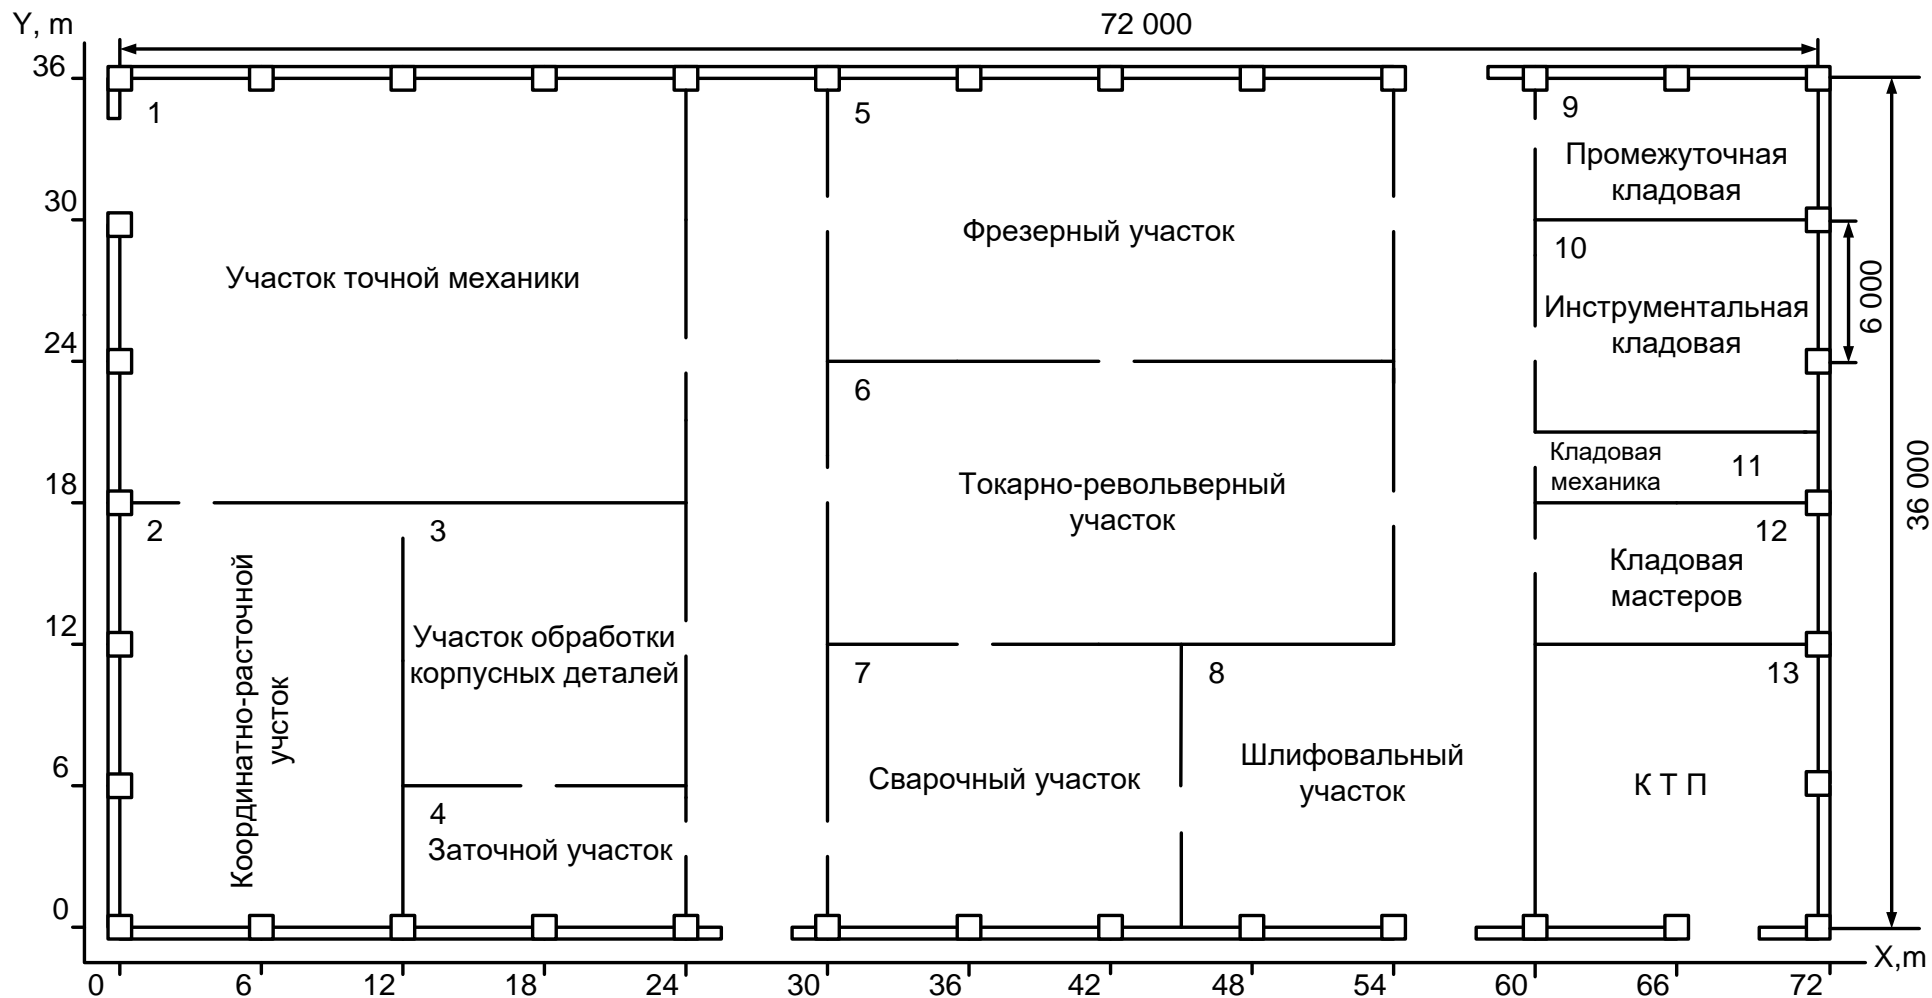 Y, m
72 000
36
1
5
9
Промежуточная
кладовая
30
Фрезерный участок
10
Участок точной механики
Инструментальная
кладовая
6 000
24
6
Кладовая
механика
11
18
Токарно-револьверный
участок
36 000
2
3
12
Координатно-расточной
учсток
Кладовая
мастеров
12
Участок обработки
корпусных деталей
7
8
13
6
Сварочный участок
Шлифовальный
участок
К Т П
4
Заточной участок
0
X,m
0
6
12
18
24
30
36
42
48
54
60
66
72